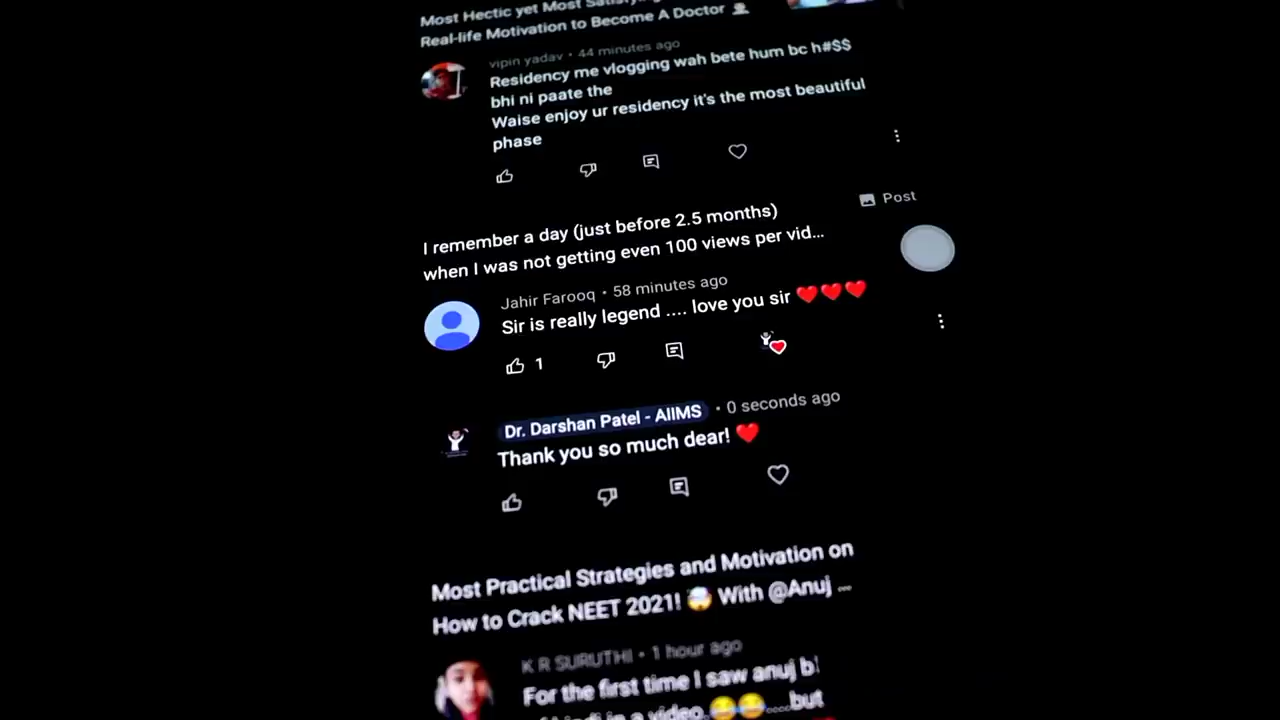 Most Hectic yet Most
Real-life Motivation to Become A Doctor
vipin yadav • 44 minutes ago
Residency me vlogging wah bete hum bc h#$$
bhi ni paate the
Waise enjoy ur residency it's the most beautiful
phase
Post
I remember a day (just before 2.5 months)
when I was not getting even 100 views per vid...
Jahir Farooq • 58 minutes ago
Sir is really legend .... love you sir ❤️❤️❤️
1
Dr. Darshan Patel - AIIMS • 0 seconds ago
Thank you so much dear! ❤️
Most Practical Strategies and Motivation on
How to Crack NEET 2021! 🤯 With @Anuj ...
K R SURUTHI • 1 hour ago
For the first time I saw anuj
in a video 😂😂.....but